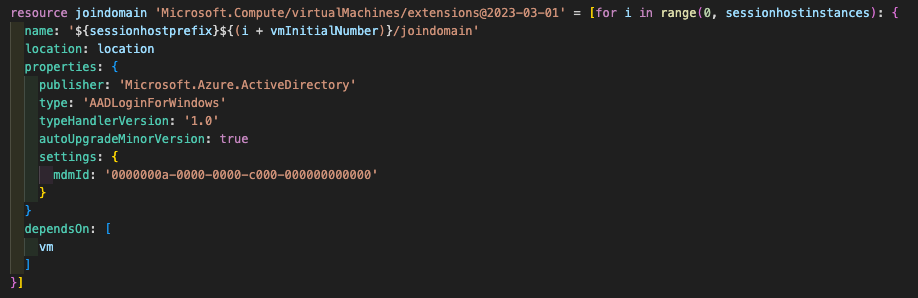 resource joindomain 'Microsoft.Compute/virtualMachines/extensions@2023-03-01' = [for i in range(0, sessionhostinstances): {
  name: '${sessionhostprefix}${(i + vmInitialNumber)}/joindomain'
  location: location
  properties: {
    publisher: 'Microsoft.Azure.ActiveDirectory'
    type: 'AADLoginForWindows'
    typeHandlerVersion: '1.0'
    autoUpgradeMinorVersion: true
    settings: {
      mdmId: '0000000a-0000-0000-c000-000000000000'
    }
  }
  dependsOn: [
    vm
  ]
}]